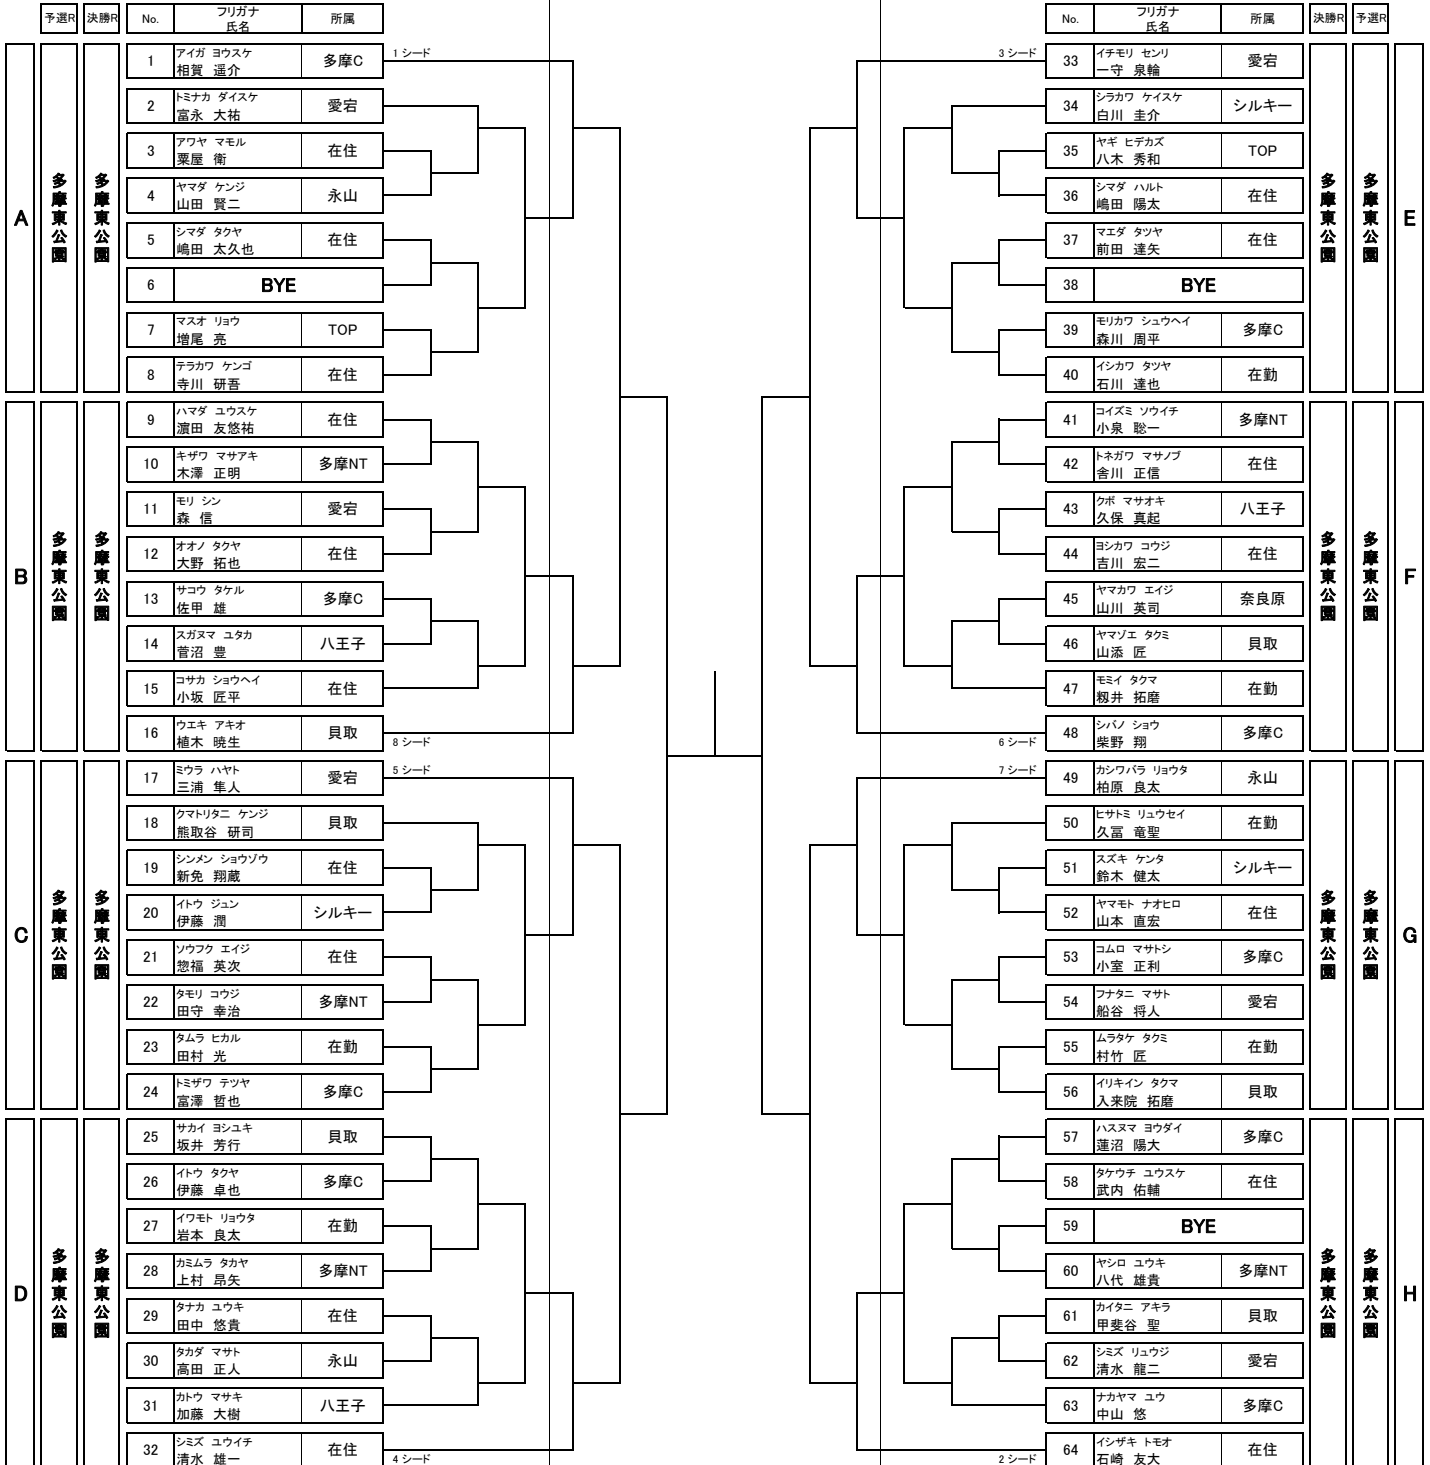 予選R 決勝R No. フリガナ 氏名 所属
A 多摩東公園 多摩東公園
1 アイガ ヨウスケ 相賀 遥介 多摩C 1 シード
2 トミナカ ダイスケ 富永 大祐 愛宕
3 アワヤ マモル 粟屋 衛 在住
4 ヤマダ ケンジ 山田 賢二 永山
5 シマダ タクヤ 嶋田 太久也 在住
6 BYE
7 マスオ リョウ 増尾 亮 TOP
8 テラカワ ケンゴ 寺川 研吾 在住
B 多摩東公園 多摩東公園
9 ハマダ ユウスケ 濵田 友悠祐 在住
10 キザワ マサアキ 木澤 正明 多摩NT
11 モリ シン 森 信 愛宕
12 オオノ タクヤ 大野 拓也 在住
13 サコウ タケル 佐甲 雄 多摩C
14 スガヌマ ユタカ 菅沼 豊 八王子
15 コサカ ショウヘイ 小坂 匠平 在住
16 ウエキ アキオ 植木 暁生 貝取 8 シード
C 多摩東公園 多摩東公園
17 ミウラ ハヤト 三浦 隼人 愛宕 5 シード
18 クマトリタニ ケンジ 熊取谷 研司 貝取
19 シンメン ショウゾウ 新免 翔蔵 在住
20 イトウ ジュン 伊藤 潤 シルキー
21 ソウフク エイジ 惣福 英次 在住
22 タモリ コウジ 田守 幸治 多摩NT
23 タムラ ヒカル 田村 光 在勤
24 トミザワ テツヤ 富澤 哲也 多摩C
D 多摩東公園 多摩東公園
25 サカイ ヨシユキ 坂井 芳行 貝取
26 イトウ タクヤ 伊藤 卓也 多摩C
27 イワモト リョウタ 岩本 良太 在勤
28 カミムラ タカヤ 上村 昂矢 多摩NT
29 タナカ ユウキ 田中 悠貴 在住
30 タカダ マサト 高田 正人 永山
31 カトウ マサキ 加藤 大樹 八王子
32 シミズ ユウイチ 清水 雄一 在住 4 シード
No. フリガナ 氏名 所属 決勝R 予選R
3 シード 33 イチモリ センリ 一守 泉輪 愛宕
34 シラカワ ケイスケ 白川 圭介 シルキー
35 ヤギ ヒデカズ 八木 秀和 TOP
36 シマダ ハルト 嶋田 陽太 在住
37 マエダ タツヤ 前田 達矢 在住
38 BYE
39 モリカワ シュウヘイ 森川 周平 多摩C
40 イシカワ タツヤ 石川 達也 在勤
多摩東公園 多摩東公園 E
41 コイズミ ソウイチ 小泉 聡一 多摩NT
42 トネガワ マサノブ 舎川 正信 在住
43 クボ マサオキ 久保 真起 八王子
44 ヨシカワ コウジ 吉川 宏二 在住
45 ヤマカワ エイジ 山川 英司 奈良原
46 ヤマゾエ タクミ 山添 匠 貝取
47 モミイ タクマ 籾井 拓磨 在勤
6 シード 48 シバノ ショウ 柴野 翔 多摩C
多摩東公園 多摩東公園 F
7 シード 49 カシワバラ リョウタ 柏原 良太 永山
50 ヒサトミ リュウセイ 久冨 竜聖 在勤
51 スズキ ケンタ 鈴木 健太 シルキー
52 ヤマモト ナオヒロ 山本 直宏 在住
53 コムロ マサトシ 小室 正利 多摩C
54 フナタニ マサト 船谷 将人 愛宕
55 ムラタケ タクミ 村竹 匠 在勤
56 イリキイン タクマ 入来院 拓磨 貝取
多摩東公園 多摩東公園 G
57 ハスヌマ ヨウダイ 蓮沼 陽大 多摩C
58 タケウチ ユウスケ 武内 佑輔 在住
59 BYE
60 ヤシロ ユウキ 八代 雄貴 多摩NT
61 カイタニ アキラ 甲斐谷 聖 貝取
62 シミズ リュウジ 清水 龍二 愛宕
63 ナカヤマ ユウ 中山 悠 多摩C
2 シード 64 イシザキ トモオ 石崎 友大 在住
多摩東公園 多摩東公園 H